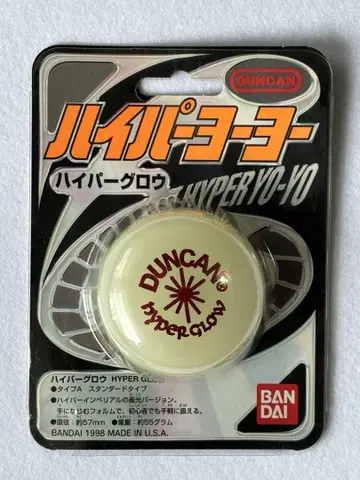 DUNCAN
ハイパーヨーヨー
ハイパーグロウ
HYPER YO-YO
DUNCAN®
hyper GLOW
ハイパーグロウ HYPER GLOW
●タイプA スタンダードタイプ
●ハイパーインペリアルの蓄光バージョン。
手になじむフォルムで、初心者でも手軽に扱える。
●直径：約57mm ●重量：約55グラム
BANDAI 1998 MADE IN U.S.A.
BAN
DAI